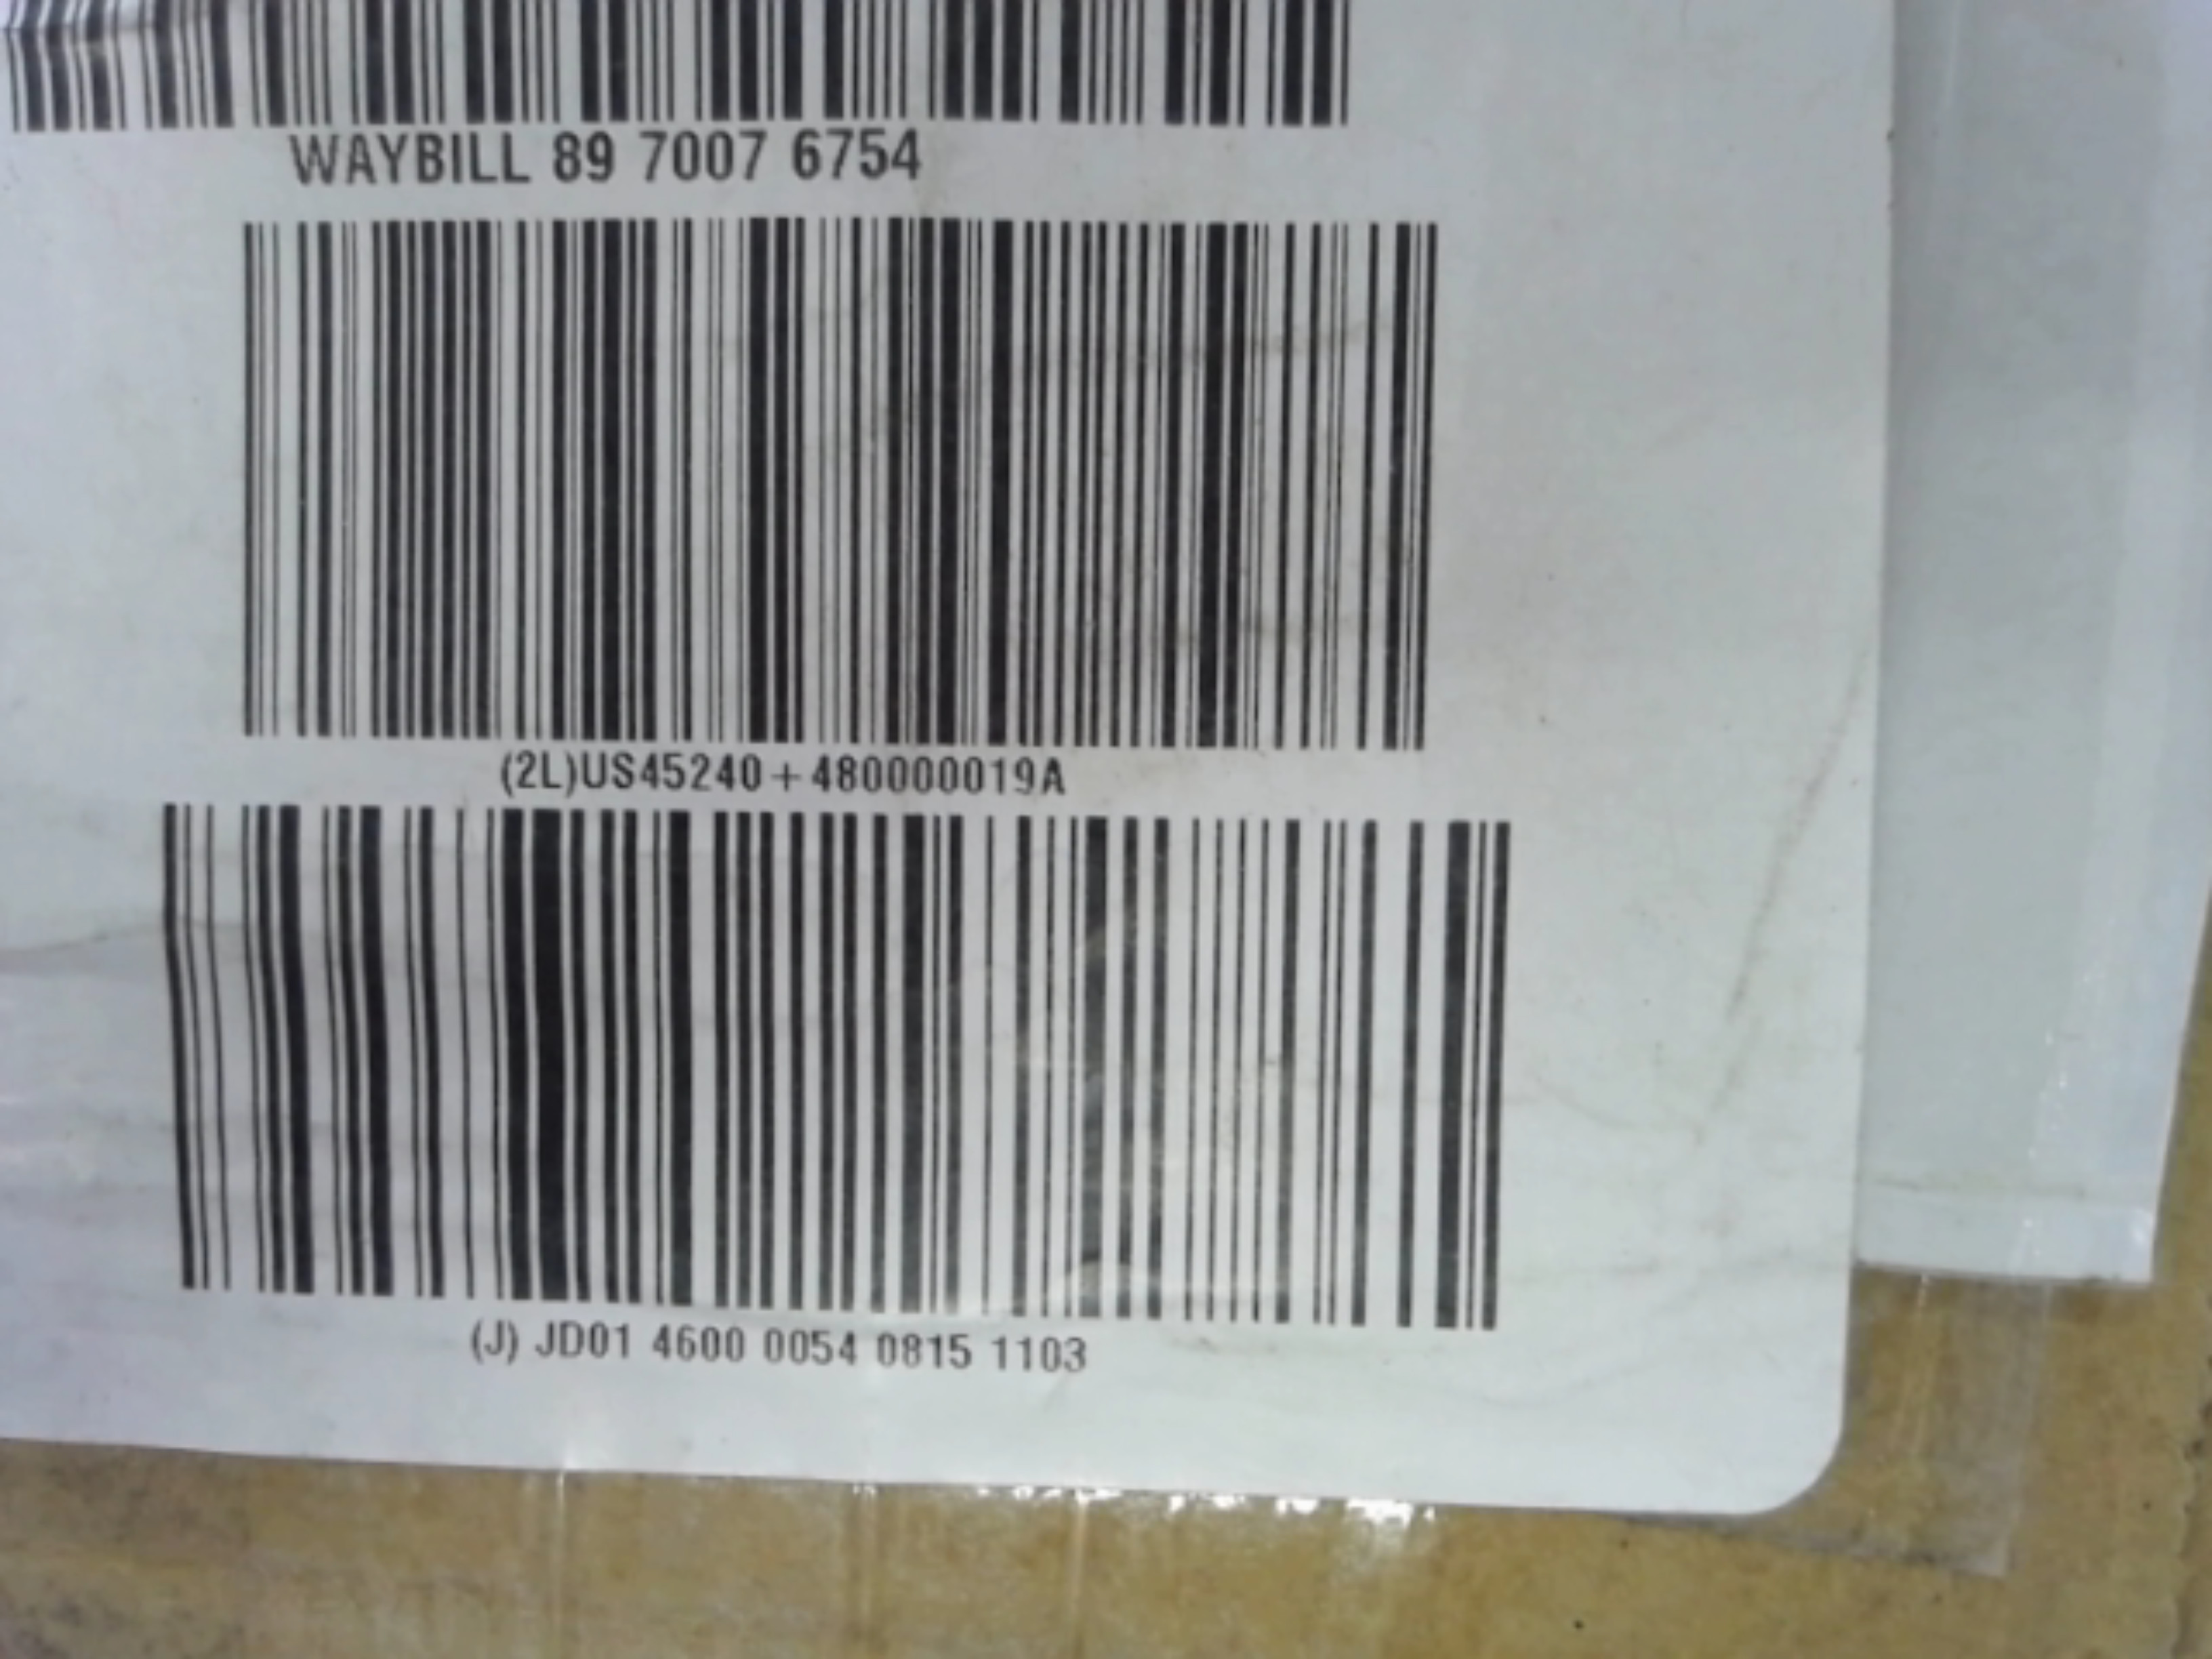 WAYBILL 89 7007 6754
(2L)US45240+480000019A
(J) JD01 4600 0054 0815 1103